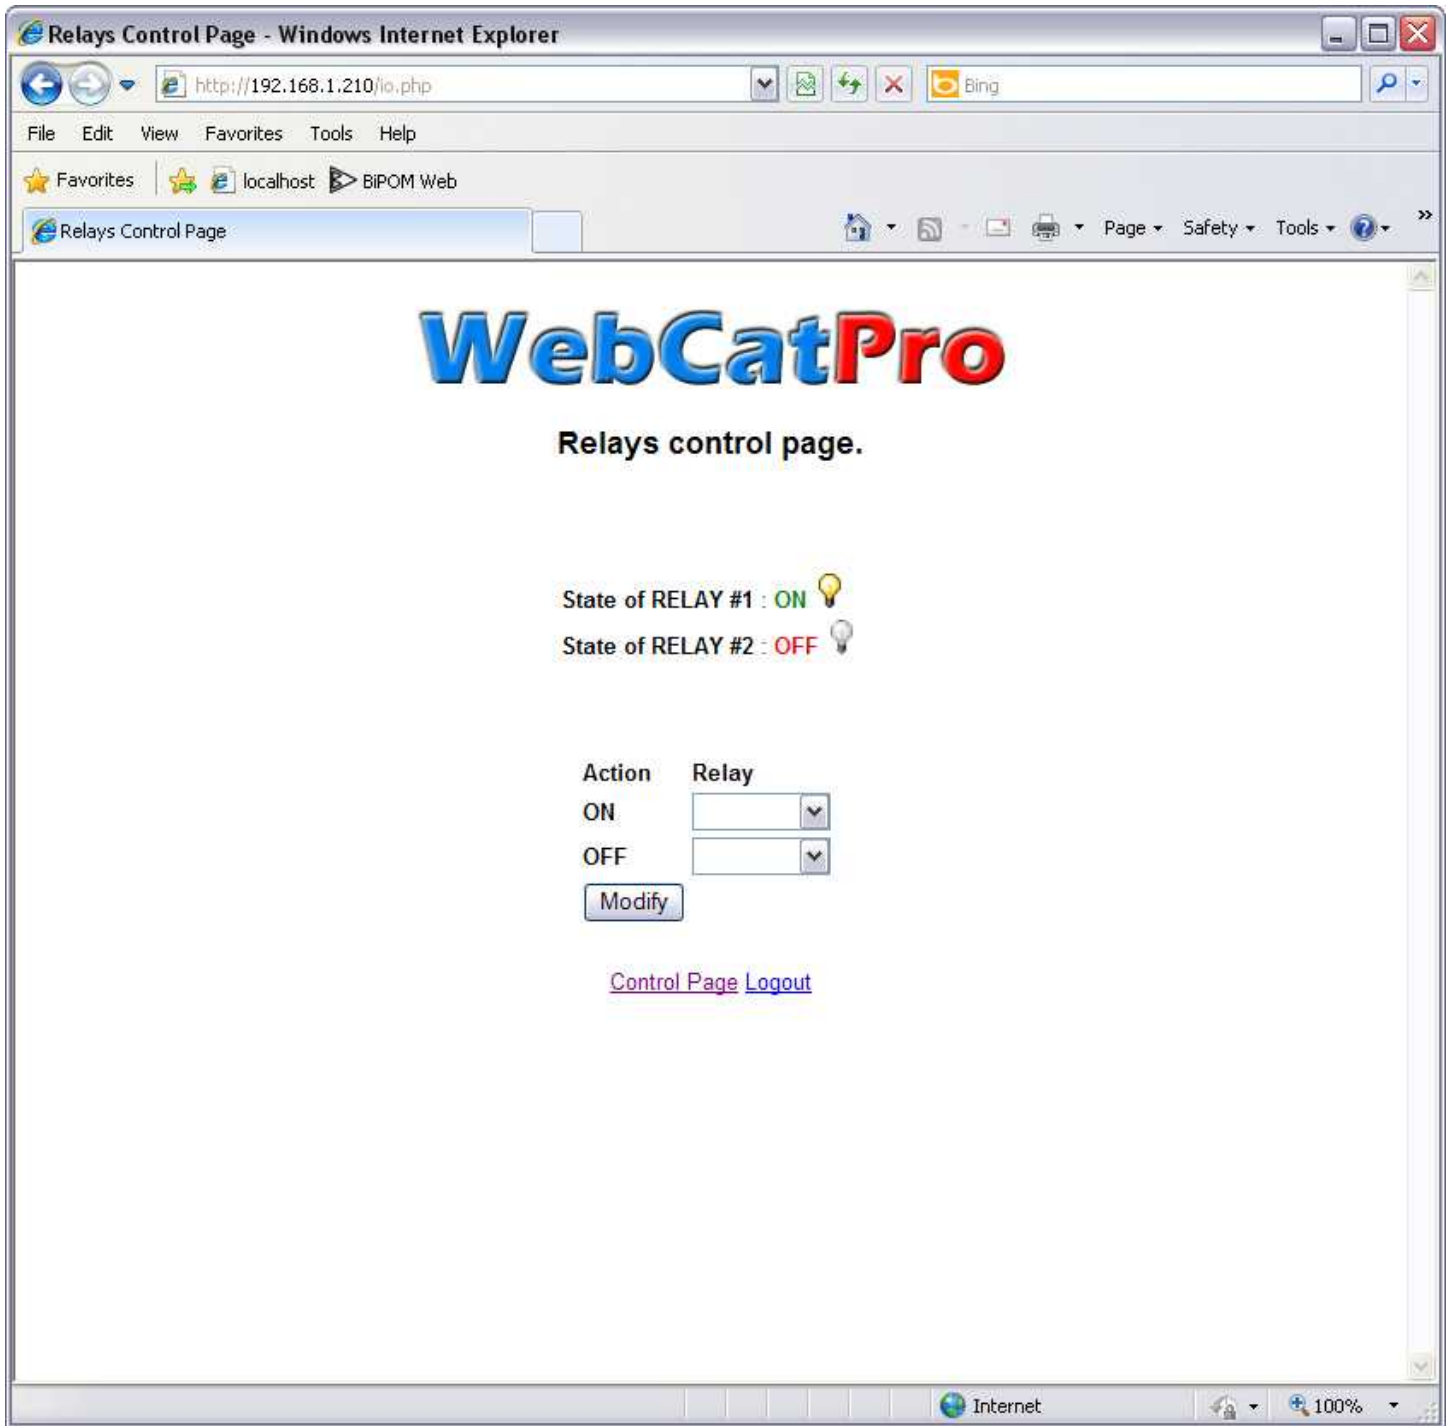 Relays Control Page - Windows Internet Explorer
http://192.168.1.210/io.php
Bing
File Edit View Favorites Tools Help
Favorites localhost BiPOM Web
Relays Control Page
Page Safety Tools »
WebCatPro
Relays control page.
State of RELAY #1 : ON
State of RELAY #2 : OFF
Action Relay
ON
OFF
Modify
Control Page Logout
Internet 100%